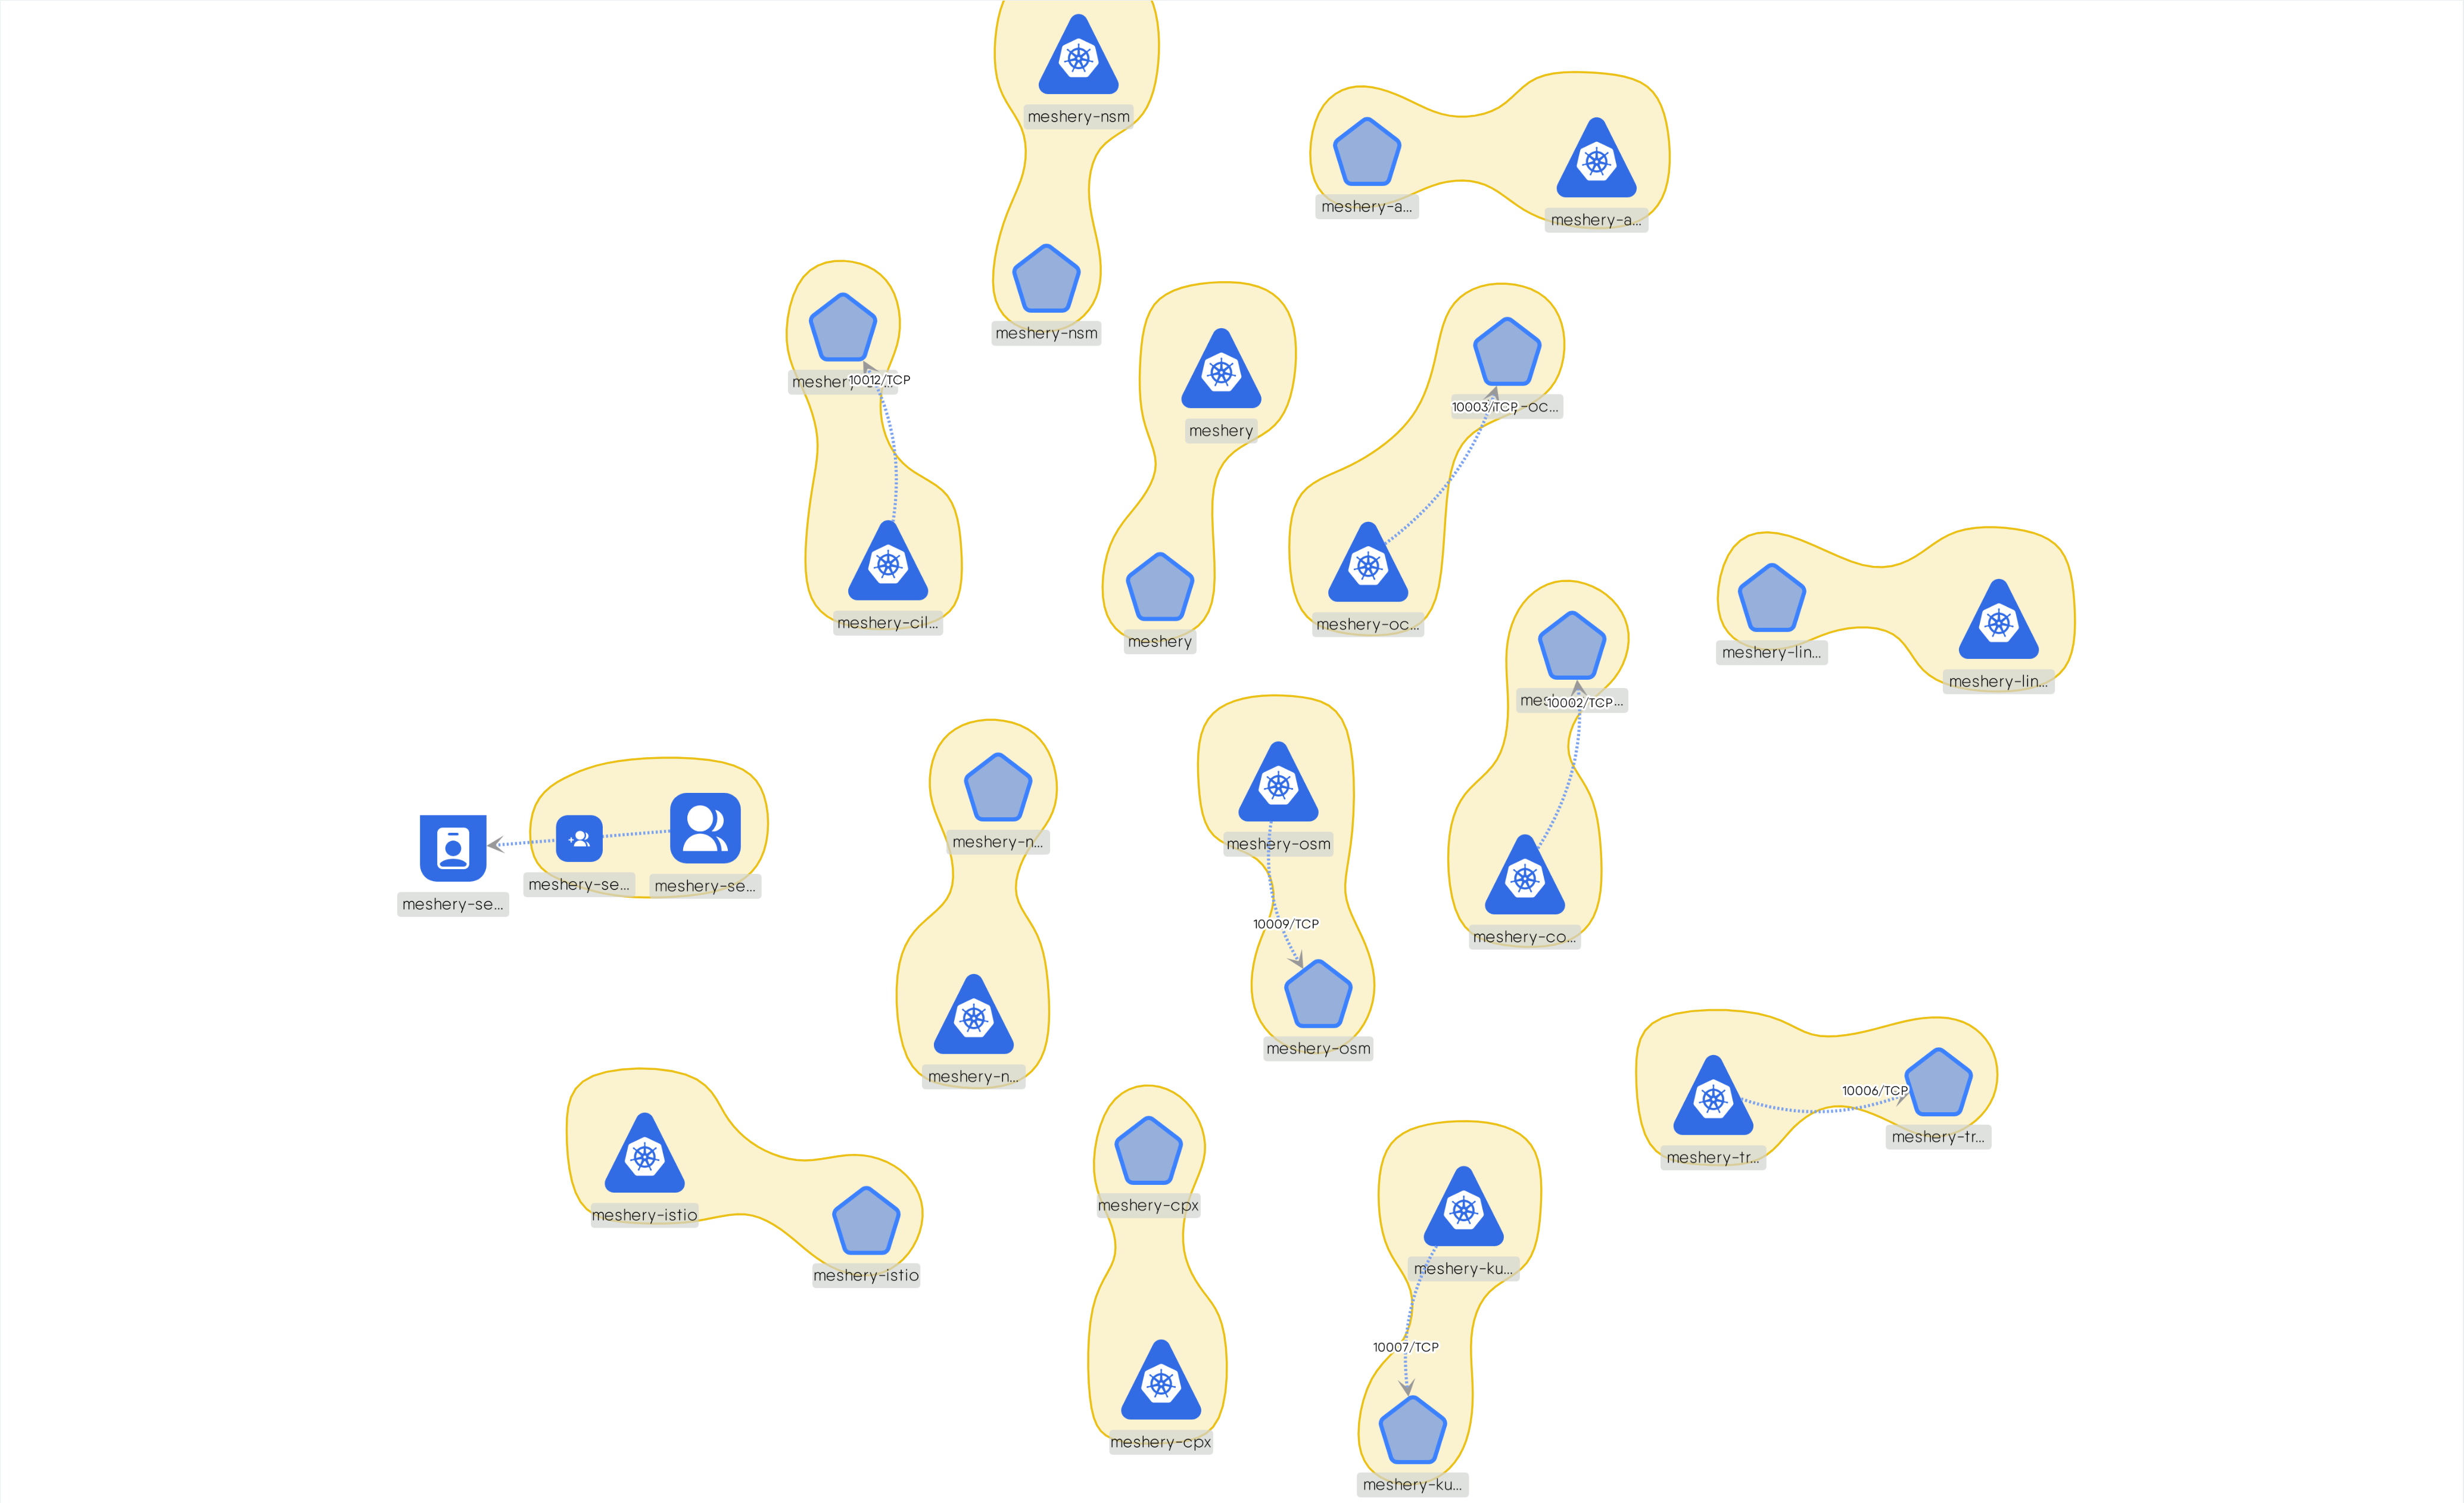 meshery-nsm
meshery-a...
meshery-a...
meshery-nsm
10012/TCP
10003/TCP
meshery
meshery-cil...
meshery-oc...
meshery
meshery-lin...
meshery-lin...
10002/TCP
meshery-n...
meshery-osm
meshery-se...
meshery-se...
meshery-se...
10009/TCP
meshery-co...
meshery-osm
meshery-n...
10006/TCP
meshery-tr...
meshery-tr...
meshery-cpx
meshery-istio
meshery-ku...
meshery-istio
10007/TCP
meshery-cpx
meshery-ku...